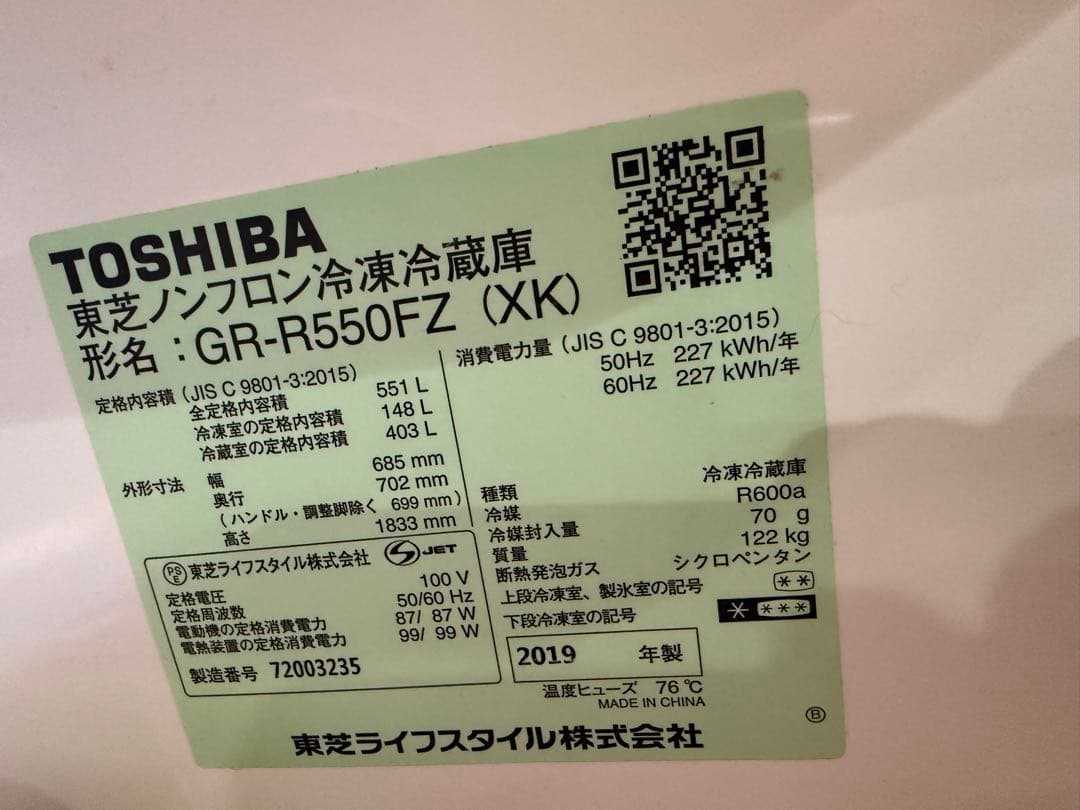 TOSHIBA
東芝ノンフロン冷凍冷蔵庫
形名：GR-R550FZ (XK)
定格内容積 (JIS C 9801-3:2015)
全定格内容積 551 L
冷凍室の定格内容積 148 L
冷蔵室の定格内容積 403 L
外形寸法 幅 685 mm
奥行 702 mm
(ハンドル・調整脚除く 699 mm)
高さ 1833 mm
PSE 東芝ライフスタイル株式会社 JET
定格電圧 100 V
定格周波数 50/60 Hz
電動機の定格消費電力 87/ 87 W
電熱装置の定格消費電力 99/ 99 W
製造番号 72003235
消費電力量 (JIS C 9801-3:2015)
50Hz 227 kWh/年
60Hz 227 kWh/年
種類 冷凍冷蔵庫
冷媒 R600a
冷媒封入量 70 g
質量 122 kg
断熱発泡ガス シクロペンタン
上段冷凍室、製氷室の記号 **
下段冷凍室の記号 * ***
2019 年製
温度ヒューズ 76 ℃
MADE IN CHINA
Ⓑ
東芝ライフスタイル株式会社